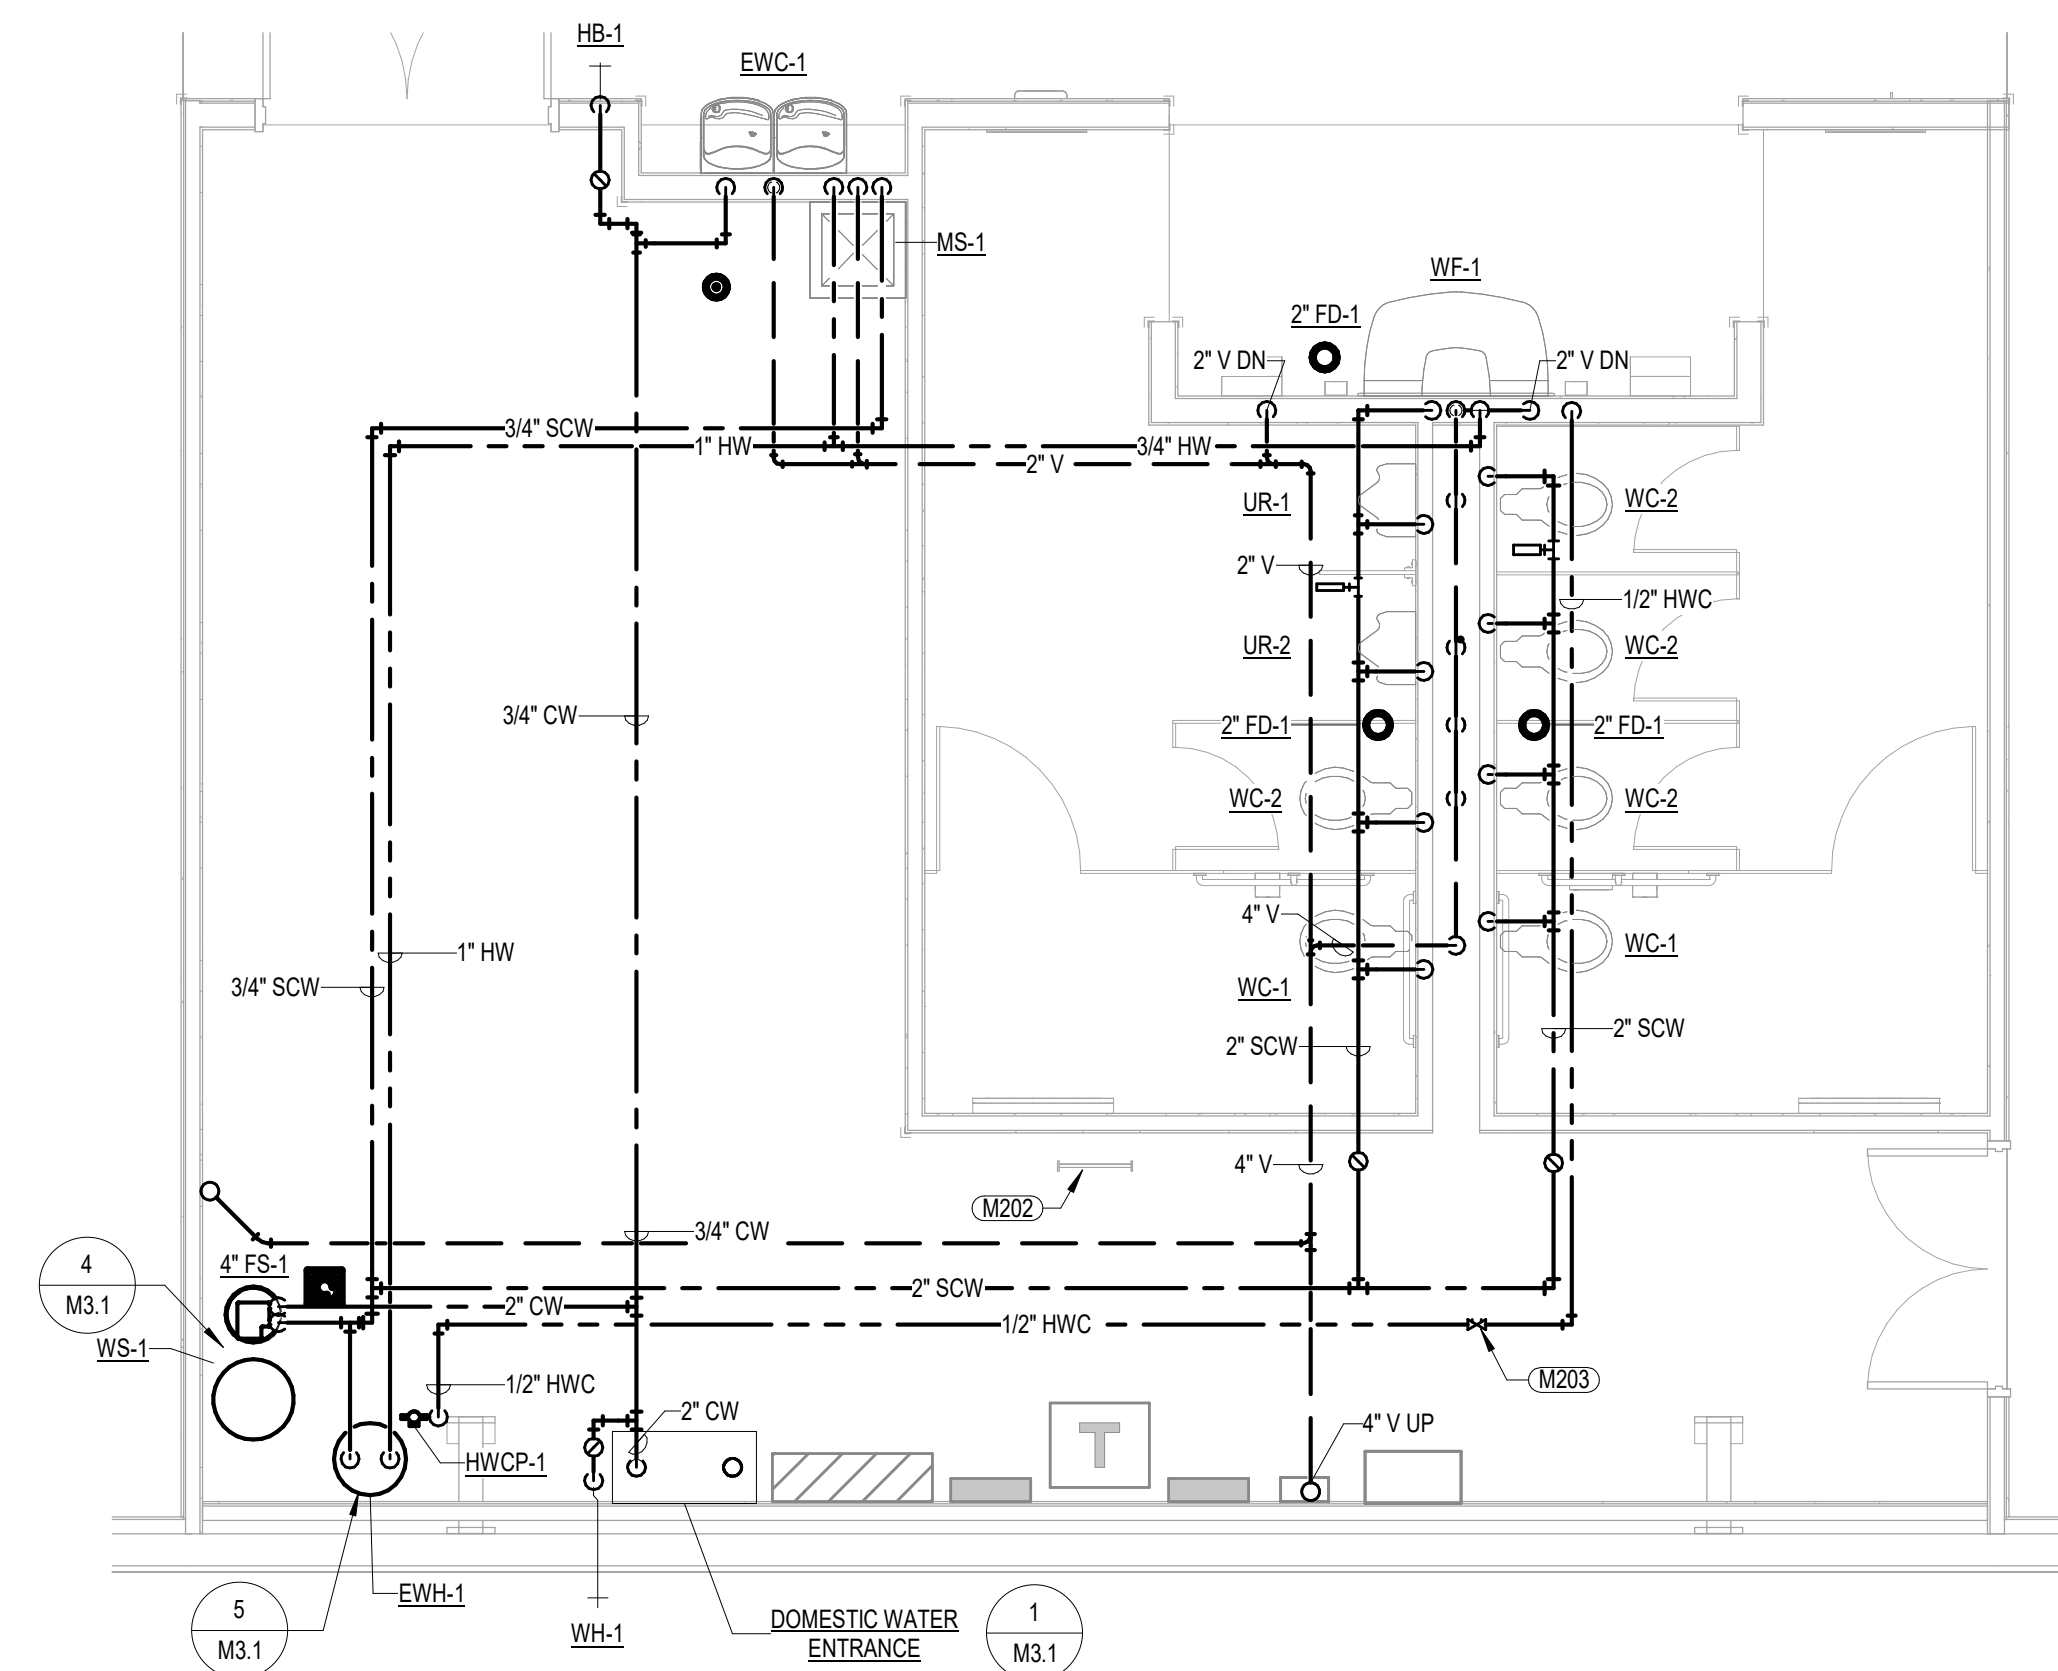 HB-1
EWC-1
MS-1
WF-1
2" FD-1
2" V DN
2" V DN
3/4" SCW
1" HW
3/4" HW
2" V
UR-1
WC-2
2" V
1/2" HWC
UR-2
WC-2
3/4" CW
2" FD-1
2" FD-1
WC-2
WC-2
4" V
1" HW
WC-1
3/4" SCW
WC-1
2" SCW
2" SCW
4" V
M202
3/4" CW
4
M3.1
4" FS-1
2" SCW
2" CW
1/2" HWC
WS-1
1/2" HWC
M203
2" CW
4" V UP
T
HWCP-1
EWH-1
5
M3.1
WH-1
DOMESTIC WATER
ENTRANCE
1
M3.1